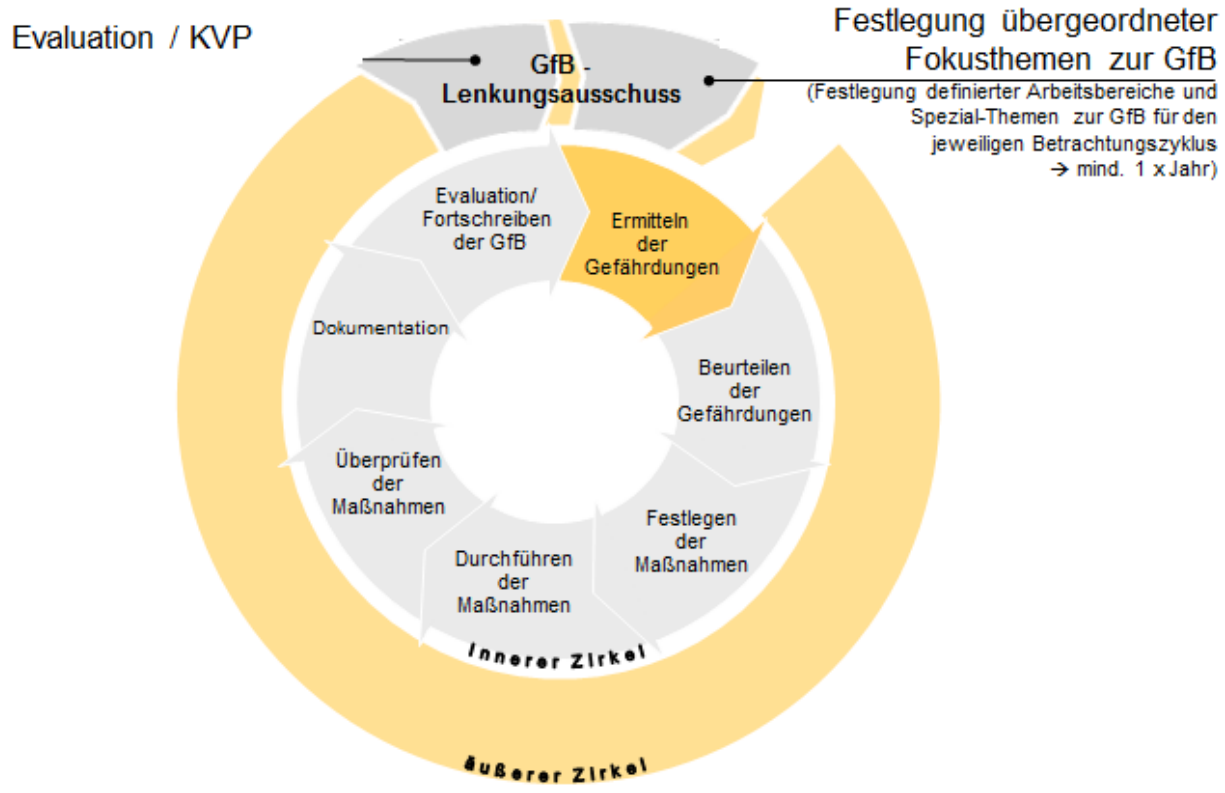 Evaluation / KVP
Festlegung übergeordneter
Fokusthemen zur GfB
(Festlegung definierter Arbeitsbereiche und
Spezial-Themen zur GfB für den
jeweiligen Betrachtungszyklus
→ mind. 1 x Jahr)
GfB -
Lenkungsausschuss
Evaluation/
Fortschreiben
der GfB
Ermitteln
der
Gefährdungen
Beurteilen
der
Gefährdungen
Festlegen
der
Maßnahmen
Durchführen
der
Maßnahmen
Überprüfen
der
Maßnahmen
Dokumentation
innerer Zirkel
äußerer Zirkel